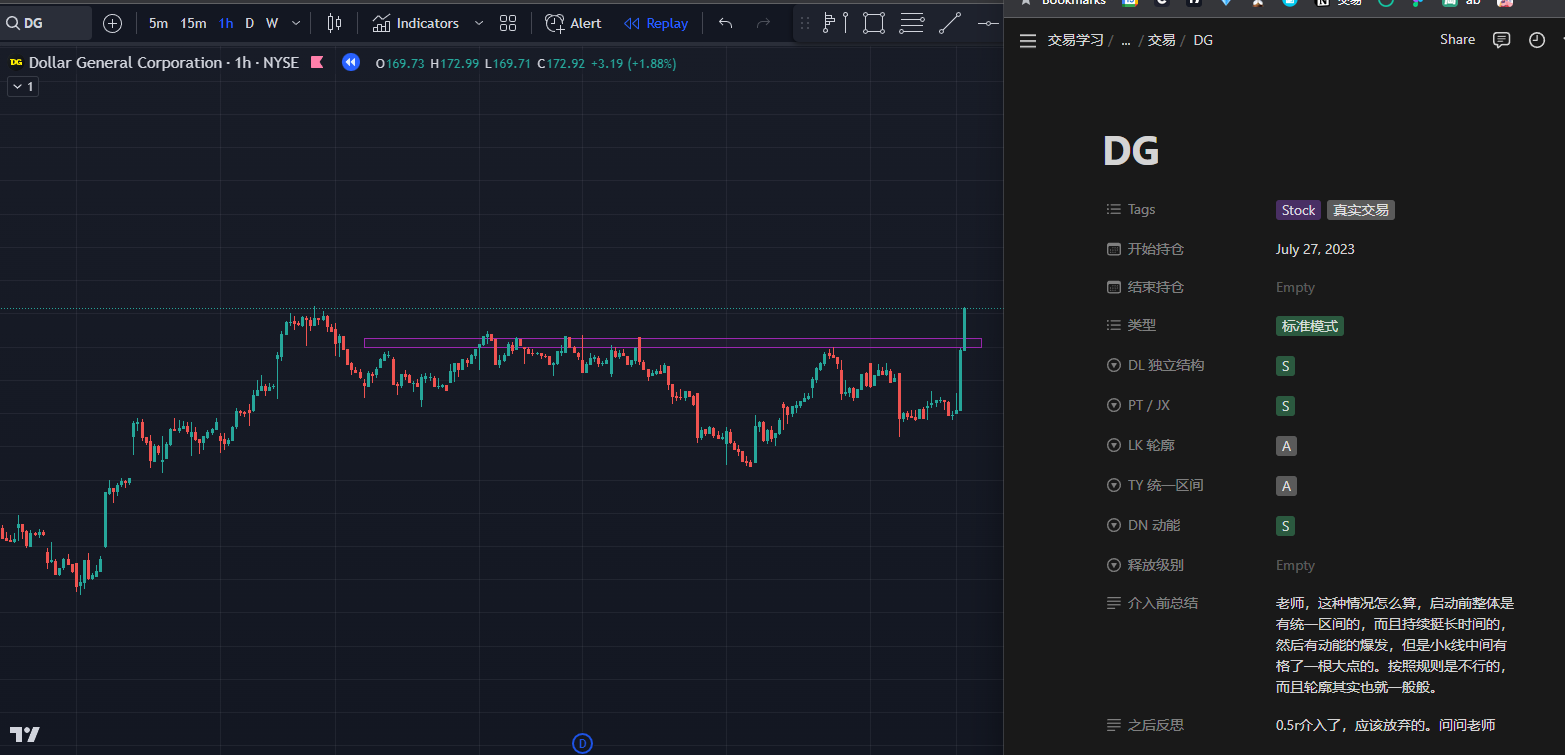 DG
5m 15m 1h D W
Indicators
Alert
Replay
DG Dollar General Corporation · 1h · NYSE
O169.73 H172.99 L169.71 C172.92 +3.19 (+1.88%)
1
D
Bookmarks
交易
ab
交易学习 / ... / 交易 / DG
Share
DG
Tags Stock 真实交易
开始持仓 July 27, 2023
结束持仓 Empty
类型 标准模式
DL 独立结构 S
PT / JX S
LK 轮廓 A
TY 统一区间 A
DN 动能 S
释放级别 Empty
介入前总结 老师，这种情况怎么算，启动前整体是
有统一区间的，而且持续挺长时间的，
然后有动能的爆发，但是小k线中间有
格了一根大点的。按照规则是不行的，
而且轮廓其实也就一般般。
之后反思 0.5r介入了，应该放弃的。问问老师